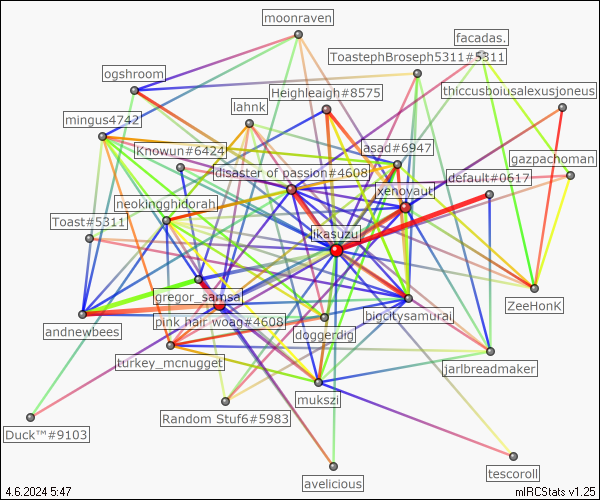 moonraven
facadas.
ToastephBroseph5311#5311
ogshroom
Heighleigh#8575
thiccusboiusalexusjoneus
lahnk
mingus4742
Knowun#6424
asad#6947
gazpachoman
disaster of passion#4608
default#0617
xenoyaut
neokingghidorah
Toast#5311
ikasuzu
gregor_samsa
ZeeHonK
pink hair woag#4608
bigcitysamurai
andnewbees
doggerdig
turkey_mcnugget
jarlbreadmaker
mukszi
Random Stuf6#5983
Duck™#9103
tescoroll
avelicious
4.6.2024 5:47
mIRCStats v1.25